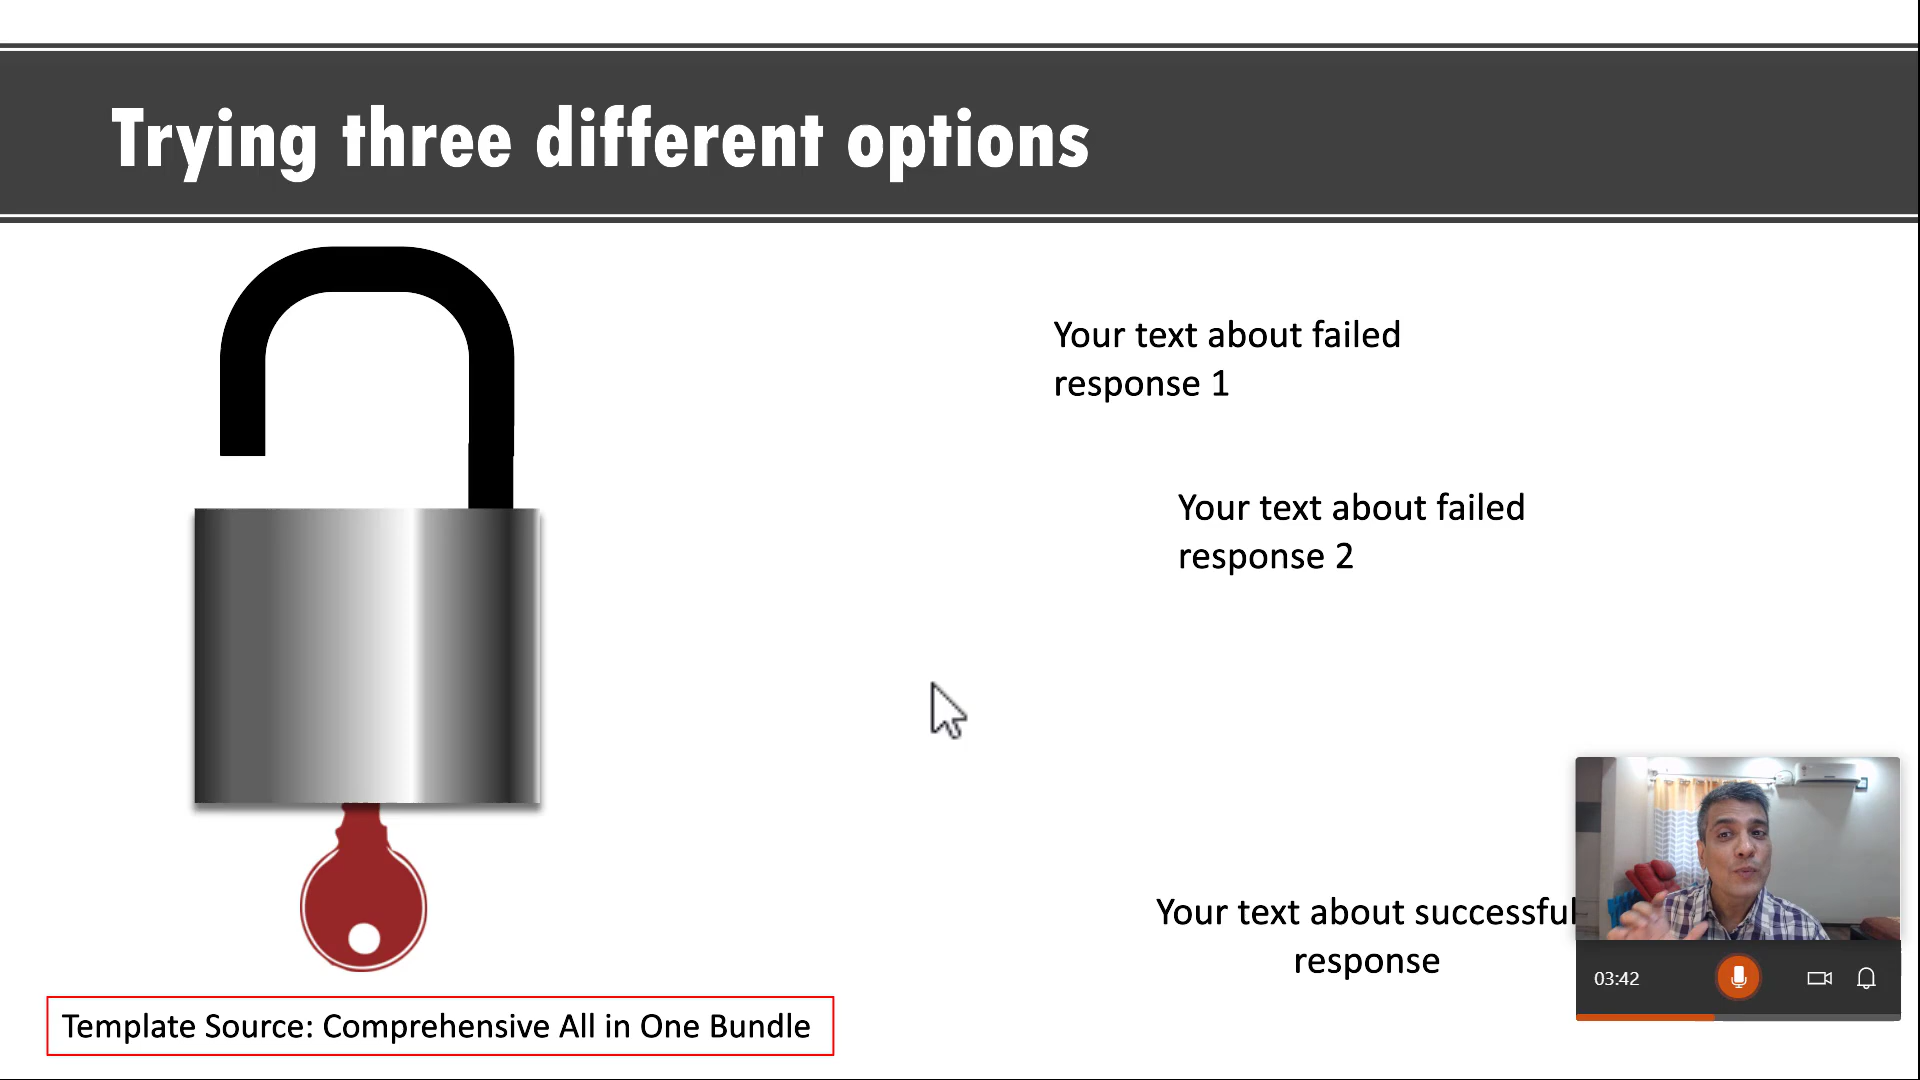 Trying three different options
Your text about failed
response 1
Your text about failed
response 2
Your text about successful
response
03:42
Template Source: Comprehensive All in One Bundle